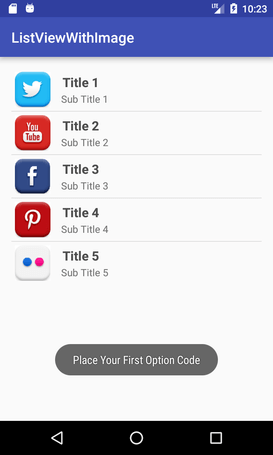 LTE 10:23
ListViewWithImage
Title 1
Sub Title 1
You
Tube
Title 2
Sub Title 2
f
Title 3
Sub Title 3
Title 4
Sub Title 4
Title 5
Sub Title 5
Place Your First Option Code